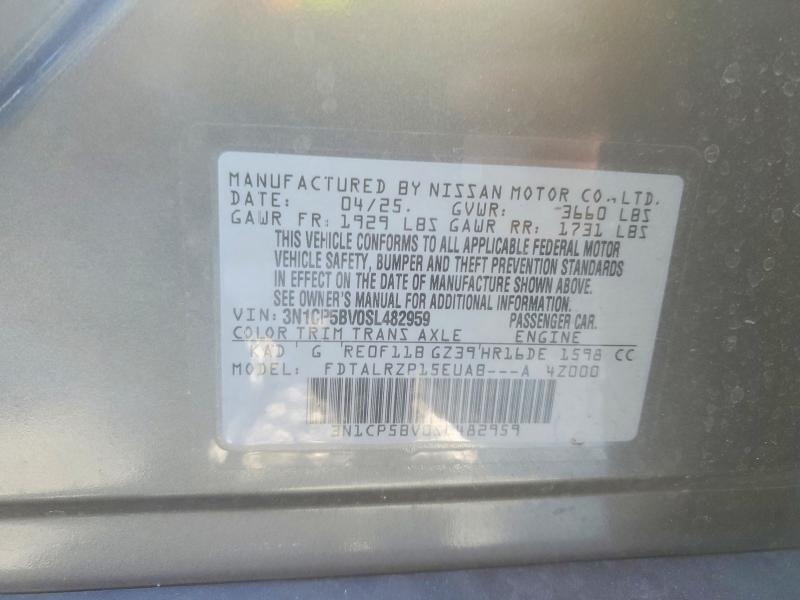 MANUFACTURED BY NISSAN MOTOR CO.,LTD.
DATE: 04/25. GVWR: 3660 LBS
GAWR FR: 1929 LBS GAWR RR: 1731 LBS
THIS VEHICLE CONFORMS TO ALL APPLICABLE FEDERAL MOTOR
VEHICLE SAFETY, BUMPER AND THEFT PREVENTION STANDARDS
IN EFFECT ON THE DATE OF MANUFACTURE SHOWN ABOVE.
SEE OWNER'S MANUAL FOR ADDITIONAL INFORMATION.
VIN: 3N1CP5BV0SL482959 PASSENGER CAR.
COLOR TRIM TRANS AXLE ENGINE
KAD G RE0F11B GZ39 HR16DE 1598 CC
MODEL: FDTALRZP15EUAB---A 4Z000
3N1CP5BV0SL482959